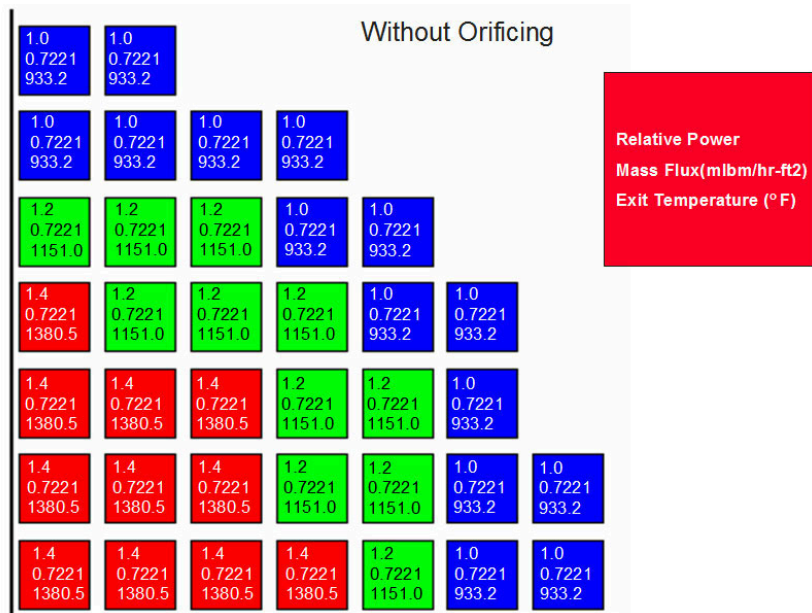 Without Orificing
1.0 1.0
0.7221 0.7221
933.2 933.2
Relative Power
Mass Flux(mlbm/hr-ft2)
Exit Temperature (°F)
1.0 1.0 1.0 1.0
0.7221 0.7221 0.7221 0.7221
933.2 933.2 933.2 933.2
1.2 1.2 1.2 1.0 1.0
0.7221 0.7221 0.7221 0.7221 0.7221
1151.0 1151.0 1151.0 933.2 933.2
1.4 1.2 1.2 1.2 1.0 1.0
0.7221 0.7221 0.7221 0.7221 0.7221 0.7221
1380.5 1151.0 1151.0 1151.0 933.2 933.2
1.4 1.4 1.4 1.2 1.2 1.0
0.7221 0.7221 0.7221 0.7221 0.7221 0.7221
1380.5 1380.5 1380.5 1151.0 1151.0 933.2
1.4 1.4 1.4 1.2 1.2 1.0 1.0
0.7221 0.7221 0.7221 0.7221 0.7221 0.7221 0.7221
1380.5 1380.5 1380.5 1151.0 1151.0 933.2 933.2
1.4 1.4 1.4 1.4 1.2 1.0 1.0
0.7221 0.7221 0.7221 0.7221 0.7221 0.7221 0.7221
1380.5 1380.5 1380.5 1380.5 1151.0 933.2 933.2